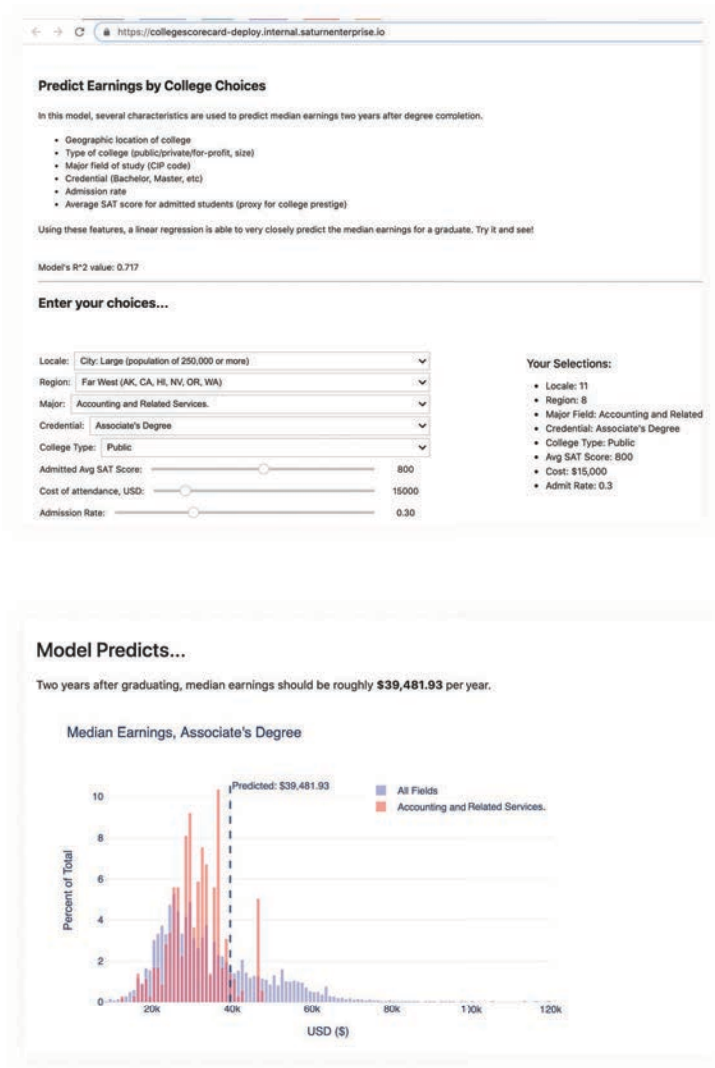 https://collegescorecard-deploy.internal.saturnenterprise.io
Predict Earnings by College Choices
In this model, several characteristics are used to predict median earnings two years after degree completion.
• Geographic location of college
• Type of college (public/private/for-profit, size)
• Major field of study (CIP code)
• Credential (Bachelor, Master, etc)
• Admission rate
• Average SAT score for admitted students (proxy for college prestige)
Using these features, a linear regression is able to very closely predict the median earnings for a graduate. Try it and see!
Model's R^2 value: 0.717
Enter your choices...
Locale: City: Large (population of 250,000 or more)
Region: Far West (AK, CA, HI, NV, OR, WA)
Major: Accounting and Related Services.
Credential: Associate's Degree
College Type: Public
Admitted Avg SAT Score: 800
Cost of attendance, USD: 15000
Admission Rate: 0.30
Your Selections:
• Locale: 11
• Region: 8
• Major Field: Accounting and Related
• Credential: Associate's Degree
• College Type: Public
• Avg SAT Score: 800
• Cost: $15,000
• Admit Rate: 0.3
Model Predicts...
Two years after graduating, median earnings should be roughly $39,481.93 per year.
Median Earnings, Associate's Degree
Predicted: $39,481.93
All Fields
Accounting and Related Services.
Percent of Total
10
8
6
4
2
0
20k 40k 60k 80k 100k 120k
USD ($)